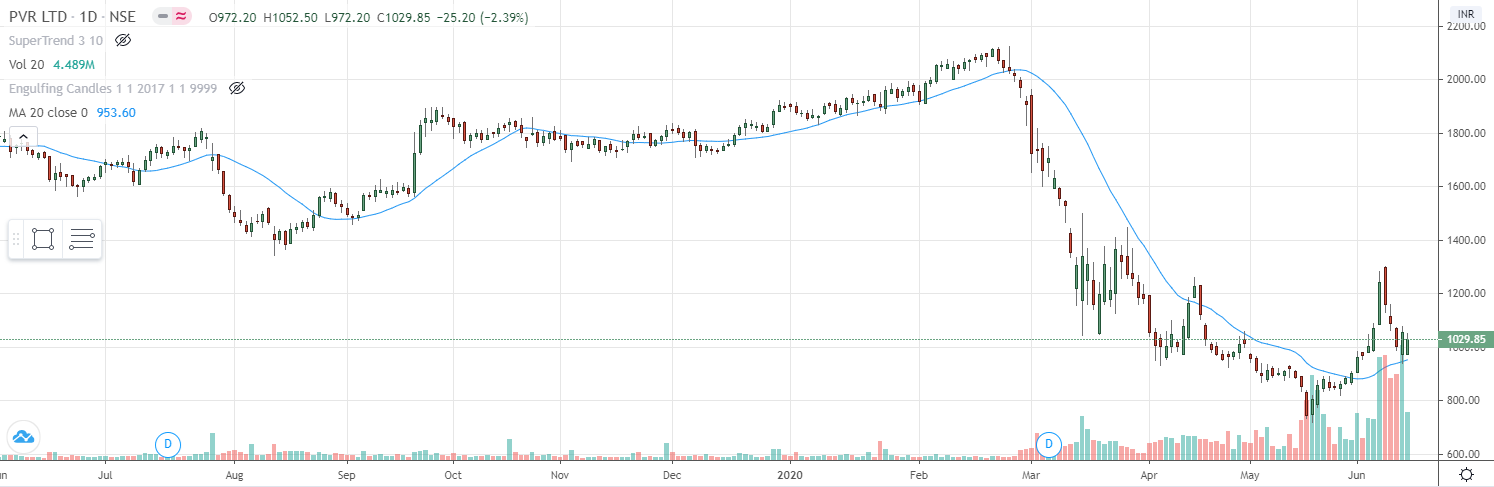 PVR LTD · 1D · NSE O972.20 H1052.50 L972.20 C1029.85 −25.20 (−2.39%)
INR
SuperTrend 3 10
Vol 20 4.489M
Engulfing Candles 1 1 2017 1 1 9999
MA 20 close 0 953.60
2200.00
2000.00
1800.00
1600.00
1400.00
1200.00
1029.85
1000.00
800.00
600.00
D D
Jul Aug Sep Oct Nov Dec 2020 Feb Mar Apr May Jun